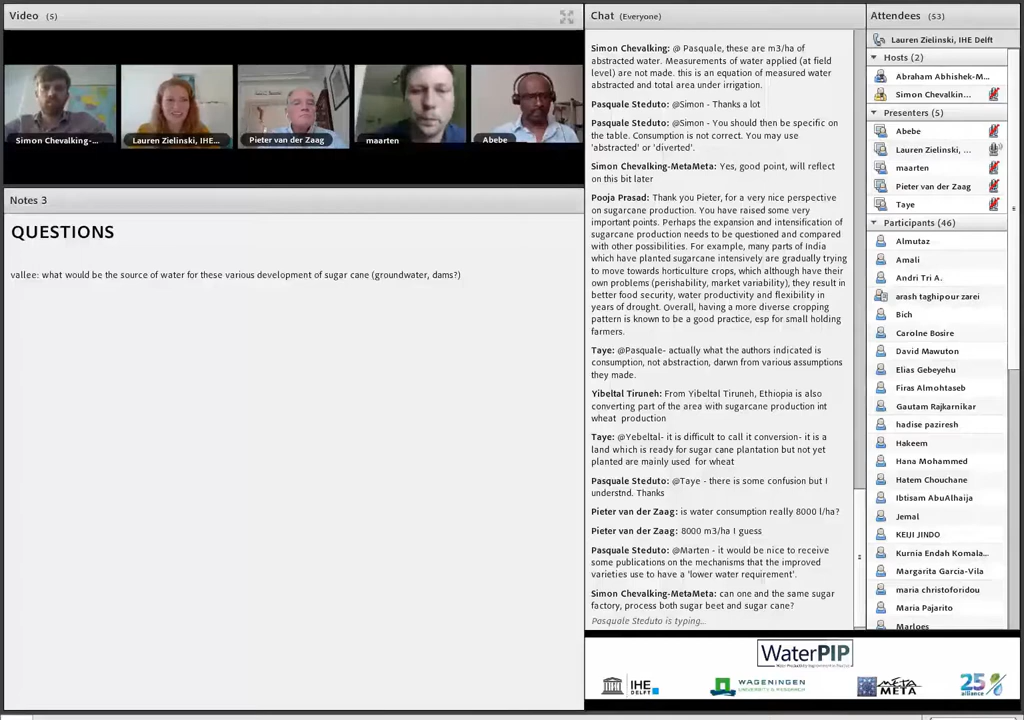 Video (5)
Simon Chevalking-...
Lauren Zielinski, IHE...
Pieter van der Zaag
maarten
Abebe
Notes 3
QUESTIONS
vallee: what would be the source of water for these various development of sugar cane (groundwater, dams?)
Chat (Everyone)
Simon Chevalking: @ Pasquale, these are m3/ha of
abstracted water. Measurements of water applied (at field
level) are not made. this is an equation of measured water
abstracted and total area under irrigation.
Pasquale Steduto: @Simon - Thanks a lot
Pasquale Steduto: @Simon - You should then be specific on
the table. Consumption is not correct. You may use
'abstracted' or 'diverted'.
Simon Chevalking-MetaMeta: Yes, good point, will reflect
on this bit later
Pooja Prasad: Thank you Pieter, for a very nice perspective
on sugarcane production. You have raised some very
important points. Perhaps the expansion and intensification of
sugarcane production needs to be questioned and compared
with other possibilities. For example, many parts of India
which have planted sugarcane intensively are gradually trying
to move towards horticulture crops, which although have their
own problems (perishability, market variability), they result in
better food security, water productivity and flexibility in
years of drought. Overall, having a more diverse cropping
pattern is known to be a good practice, esp for small holding
farmers.
Taye: @Pasquale- actually what the authors indicated is
consumption, not abstraction, darwn from various assumptions
they made.
Yibeltal Tiruneh: From Yibeltal Tiruneh, Ethiopia is also
converting part of the area with sugarcane production int
wheat production
Taye: @Yebeltal- it is difficult to call it conversion- it is a
land which is ready for sugar cane plantation but not yet
planted are mainly used for wheat
Pasquale Steduto: @Taye - there is some confusion but I
understnd. Thanks
Pieter van der Zaag: is water consumption really 8000 l/ha?
Pieter van der Zaag: 8000 m3/ha I guess
Pasquale Steduto: @Marten - it would be nice to receive
some publications on the mechanisms that the improved
varieties use to have a 'lower water requirement'.
Simon Chevalking-MetaMeta: can one and the same sugar
factory, process both sugar beet and sugar cane?
Pasquale Steduto is typing...
Attendees (53)
Lauren Zielinski, IHE Delft
Hosts (2)
Abraham Abhishek-M...
Simon Chevalkin...
Presenters (5)
Abebe
Lauren Zielinski, ...
maarten
Pieter van der Zaag
Taye
Participants (46)
Almutaz
Amali
Andri Tri A.
arash taghipour zarei
Bich
Carolne Bosire
David Mawuton
Elias Gebeyehu
Firas Almohtaseb
Gautam Rajkarnikar
hadise paziresh
Hakeem
Hana Mohammed
Hatem Chouchane
Ibtisam AbuAlhaija
Jemal
KEIJI JINDO
Kurnia Endah Komala...
Margarita Garcia-Vila
maria christoforidou
Maria Pajarito
Marloes
WaterPIP
IHE
DELFT
WAGENINGEN
META
META
25
alliance